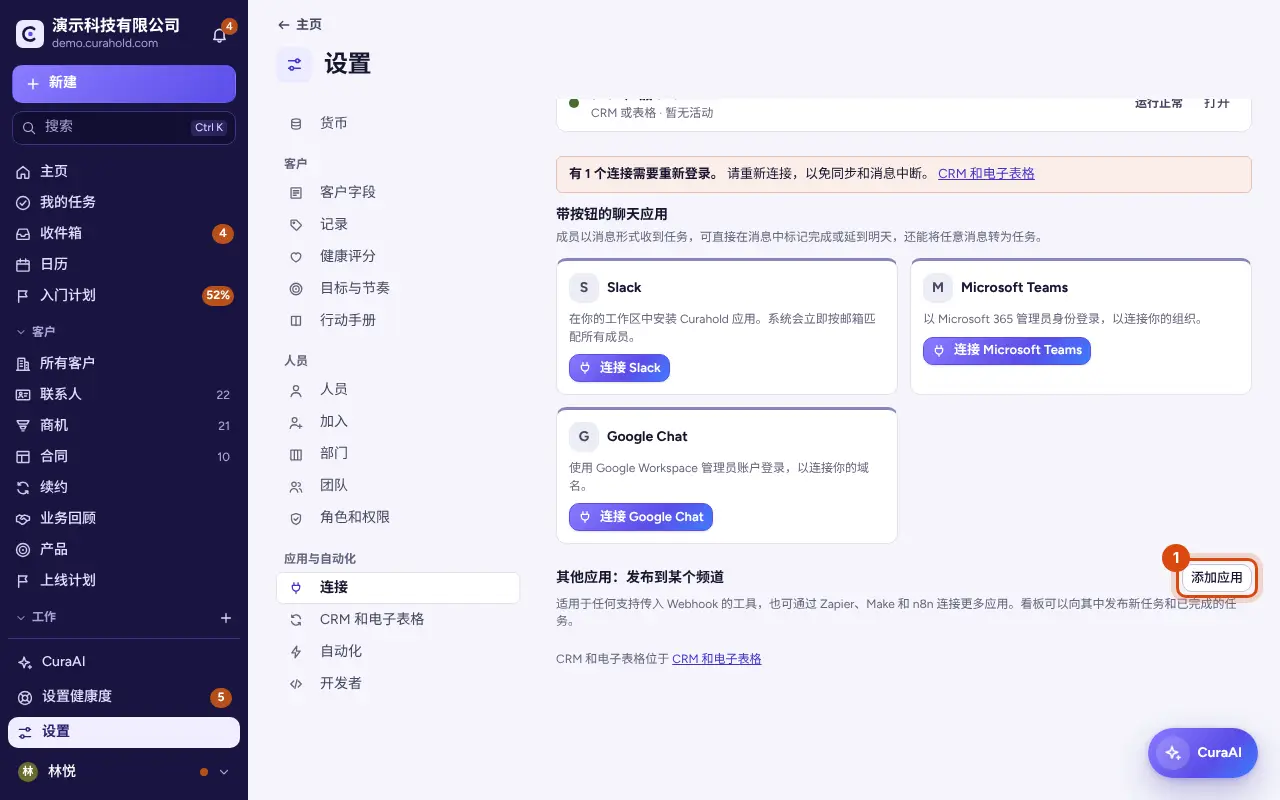 演示科技有限公司
demo.curahold.com
4
新建
搜索
Ctrl K
主页
我的任务
收件箱
4
日历
入门计划
52%
客户
所有客户
联系人
22
商机
21
合同
10
续约
业务回顾
产品
上线计划
工作
CuraAI
设置健康度
5
设置
林
林悦
主页
设置
货币
客户
客户字段
记录
健康评分
目标与节奏
行动手册
人员
人员
加入
部门
团队
角色和权限
应用与自动化
连接
CRM 和电子表格
自动化
开发者
CRM 或表格 · 暂无活动
运行正常
打开
有 1 个连接需要重新登录。 请重新连接，以免同步和消息中断。 CRM 和电子表格
带按钮的聊天应用
成员以消息形式收到任务，可直接在消息中标记完成或延到明天，还能将任意消息转为任务。
S
Slack
在你的工作区中安装 Curahold 应用。系统会立即按邮箱匹
配所有成员。
连接 Slack
M
Microsoft Teams
以 Microsoft 365 管理员身份登录，以连接你的组织。
连接 Microsoft Teams
G
Google Chat
使用 Google Workspace 管理员账户登录，以连接你的域
名。
连接 Google Chat
其他应用：发布到某个频道
1
添加应用
适用于任何支持传入 Webhook 的工具，也可通过 Zapier、Make 和 n8n 连接更多应用。看板可以向其中发布新任务和已完成的任
务。
CRM 和电子表格位于 CRM 和电子表格
CuraAI